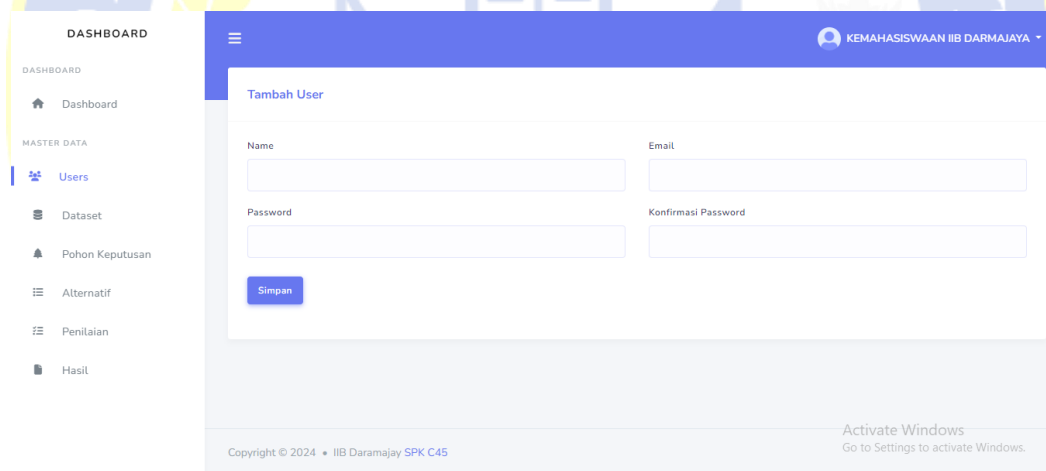 DASHBOARD
KEMAHASISWAAN IIB DARMAJAYA
DASHBOARD
Dashboard
MASTER DATA
Users
Dataset
Pohon Keputusan
Alternatif
Penilaian
Hasil
Tambah User
Name
Email
Password
Konfirmasi Password
Simpan
Copyright © 2024 • IIB Daramajay SPK C45
Activate Windows
Go to Settings to activate Windows.